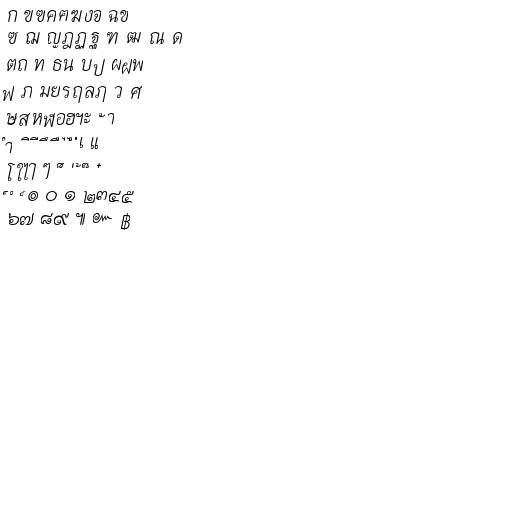 ก ขฃคฅฆงจ ฉช
ซ ฌ ญฎฏฐ ฑ ฒ ณ ด
ตถ ท ธน บป ผฝพ
ฟ ภ มยรฤลฦ ว ศ
ษสหฬอฮฯะ ั า
ำ ิีึืฺุูเ แ
โใไๅ ๆ ็ ่้๊ ๋
์ํ ๎๏ ๐ ๑ ๒๓๔๕
๖๗ ๘๙ ๚ ๛ ฿